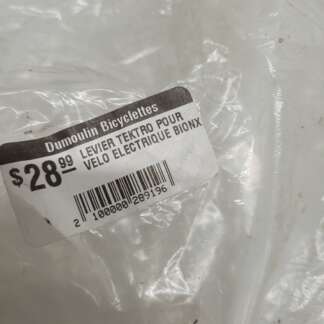 Dumoulin Bicyclettes
$28.99 LEVIER TEKTRO POUR
VELO ELECTRIQUE BIONX
2 100000 289196